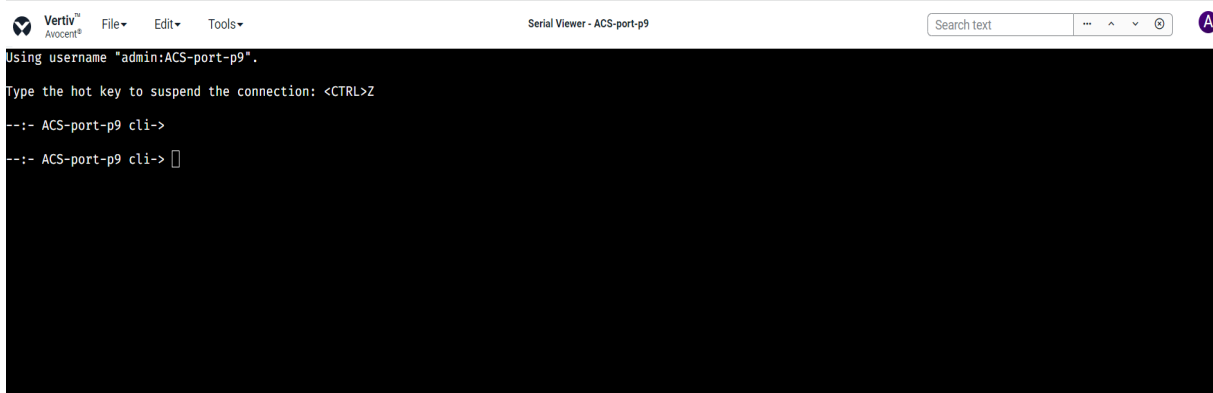 Vertiv™
Avocent®
File
Edit
Tools
Serial Viewer - ACS-port-p9
Search text
A
Using username "admin:ACS-port-p9".
Type the hot key to suspend the connection: <CTRL>Z
--:- ACS-port-p9 cli->
--:- ACS-port-p9 cli->